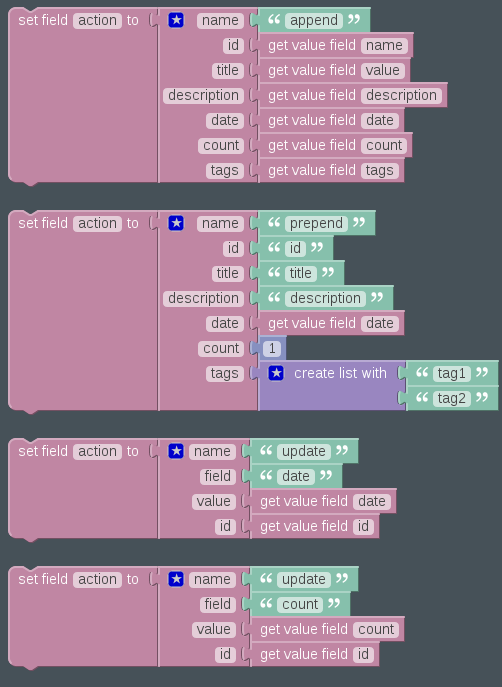 set field action to name “ append ”
id get value field name
title get value field value
description get value field description
date get value field date
count get value field count
tags get value field tags
set field action to name “ prepend ”
id “ id ”
title “ title ”
description “ description ”
date get value field date
count 1
tags create list with “ tag1 ”
“ tag2 ”
set field action to name “ update ”
field “ date ”
value get value field date
id get value field id
set field action to name “ update ”
field “ count ”
value get value field count
id get value field id